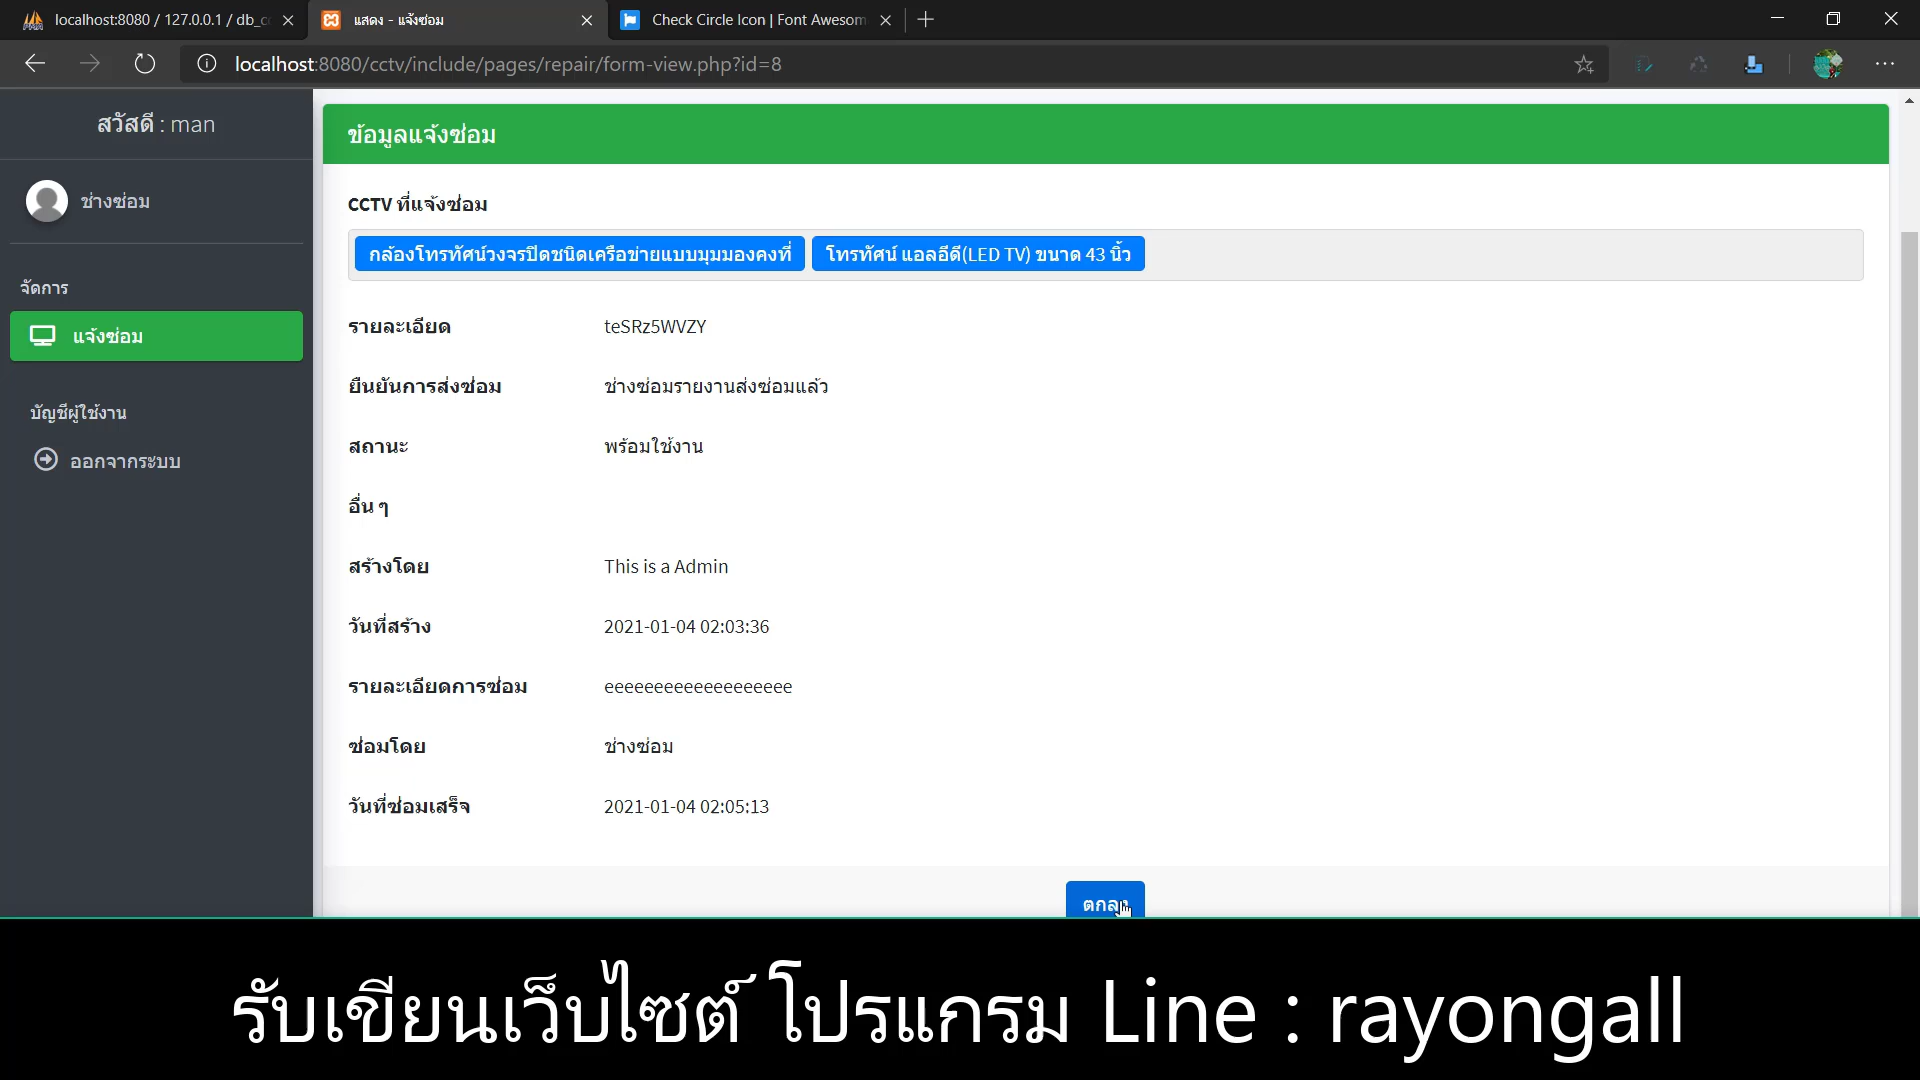 localhost:8080 / 127.0.0.1 / db_c
แสดง - แจ้งซ่อม
Check Circle Icon | Font Awesom
localhost:8080/cctv/include/pages/repair/form-view.php?id=8
สวัสดี : man
ช่างซ่อม
จัดการ
แจ้งซ่อม
บัญชีผู้ใช้งาน
ออกจากระบบ
ข้อมูลแจ้งซ่อม
CCTV ที่แจ้งซ่อม
กล้องโทรทัศน์วงจรปิดชนิดเครือข่ายแบบมุมมองคงที่ โทรทัศน์ แอลอีดี(LED TV) ขนาด 43 นิ้ว
รายละเอียด teSRz5WVZY
ยืนยันการส่งซ่อม ช่างซ่อมรายงานส่งซ่อมแล้ว
สถานะ พร้อมใช้งาน
อื่น ๆ
สร้างโดย This is a Admin
วันที่สร้าง 2021-01-04 02:03:36
รายละเอียดการซ่อม eeeeeeeeeeeeeeeeeee
ซ่อมโดย ช่างซ่อม
วันที่ซ่อมเสร็จ 2021-01-04 02:05:13
ตกลง
รับเขียนเว็บไซต์ โปรแกรม Line : rayongall